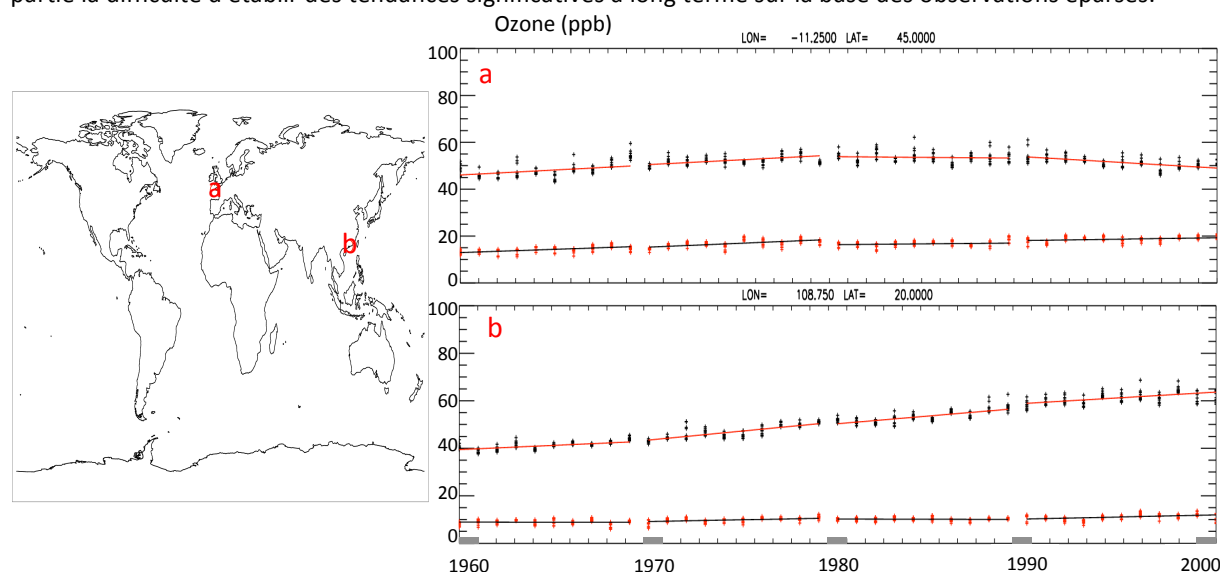 partie la difficulté d'établir des tendances significatives à long terme sur la base des observations éparses.
Ozone (ppb)
LON= -11.2500 LAT= 45.0000
100
80
60
40
20
0
a
LON= 108.750 LAT= 20.0000
100
80
60
40
20
0
b
1960 1970 1980 1990 2000
a
b